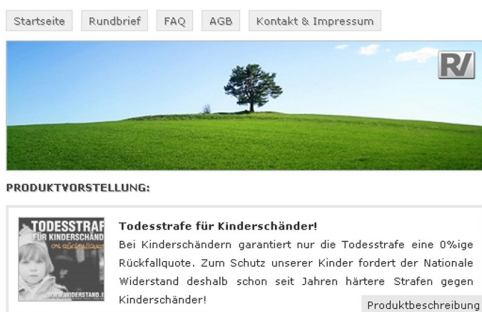 Startseite Rundbrief FAQ AGB Kontakt & Impressum
R/
PRODUKTVORSTELLUNG:
TODESSTRAF
FÜR KINDERSCHÄND
WIDERSTAND.I
Todesstrafe für Kinderschänder!
Bei Kinderschändern garantiert nur die Todesstrafe eine 0%ige
Rückfallquote. Zum Schutz unserer Kinder fordert der Nationale
Widerstand deshalb schon seit Jahren härtere Strafen gegen
Kinderschänder!
Produktbeschreibung